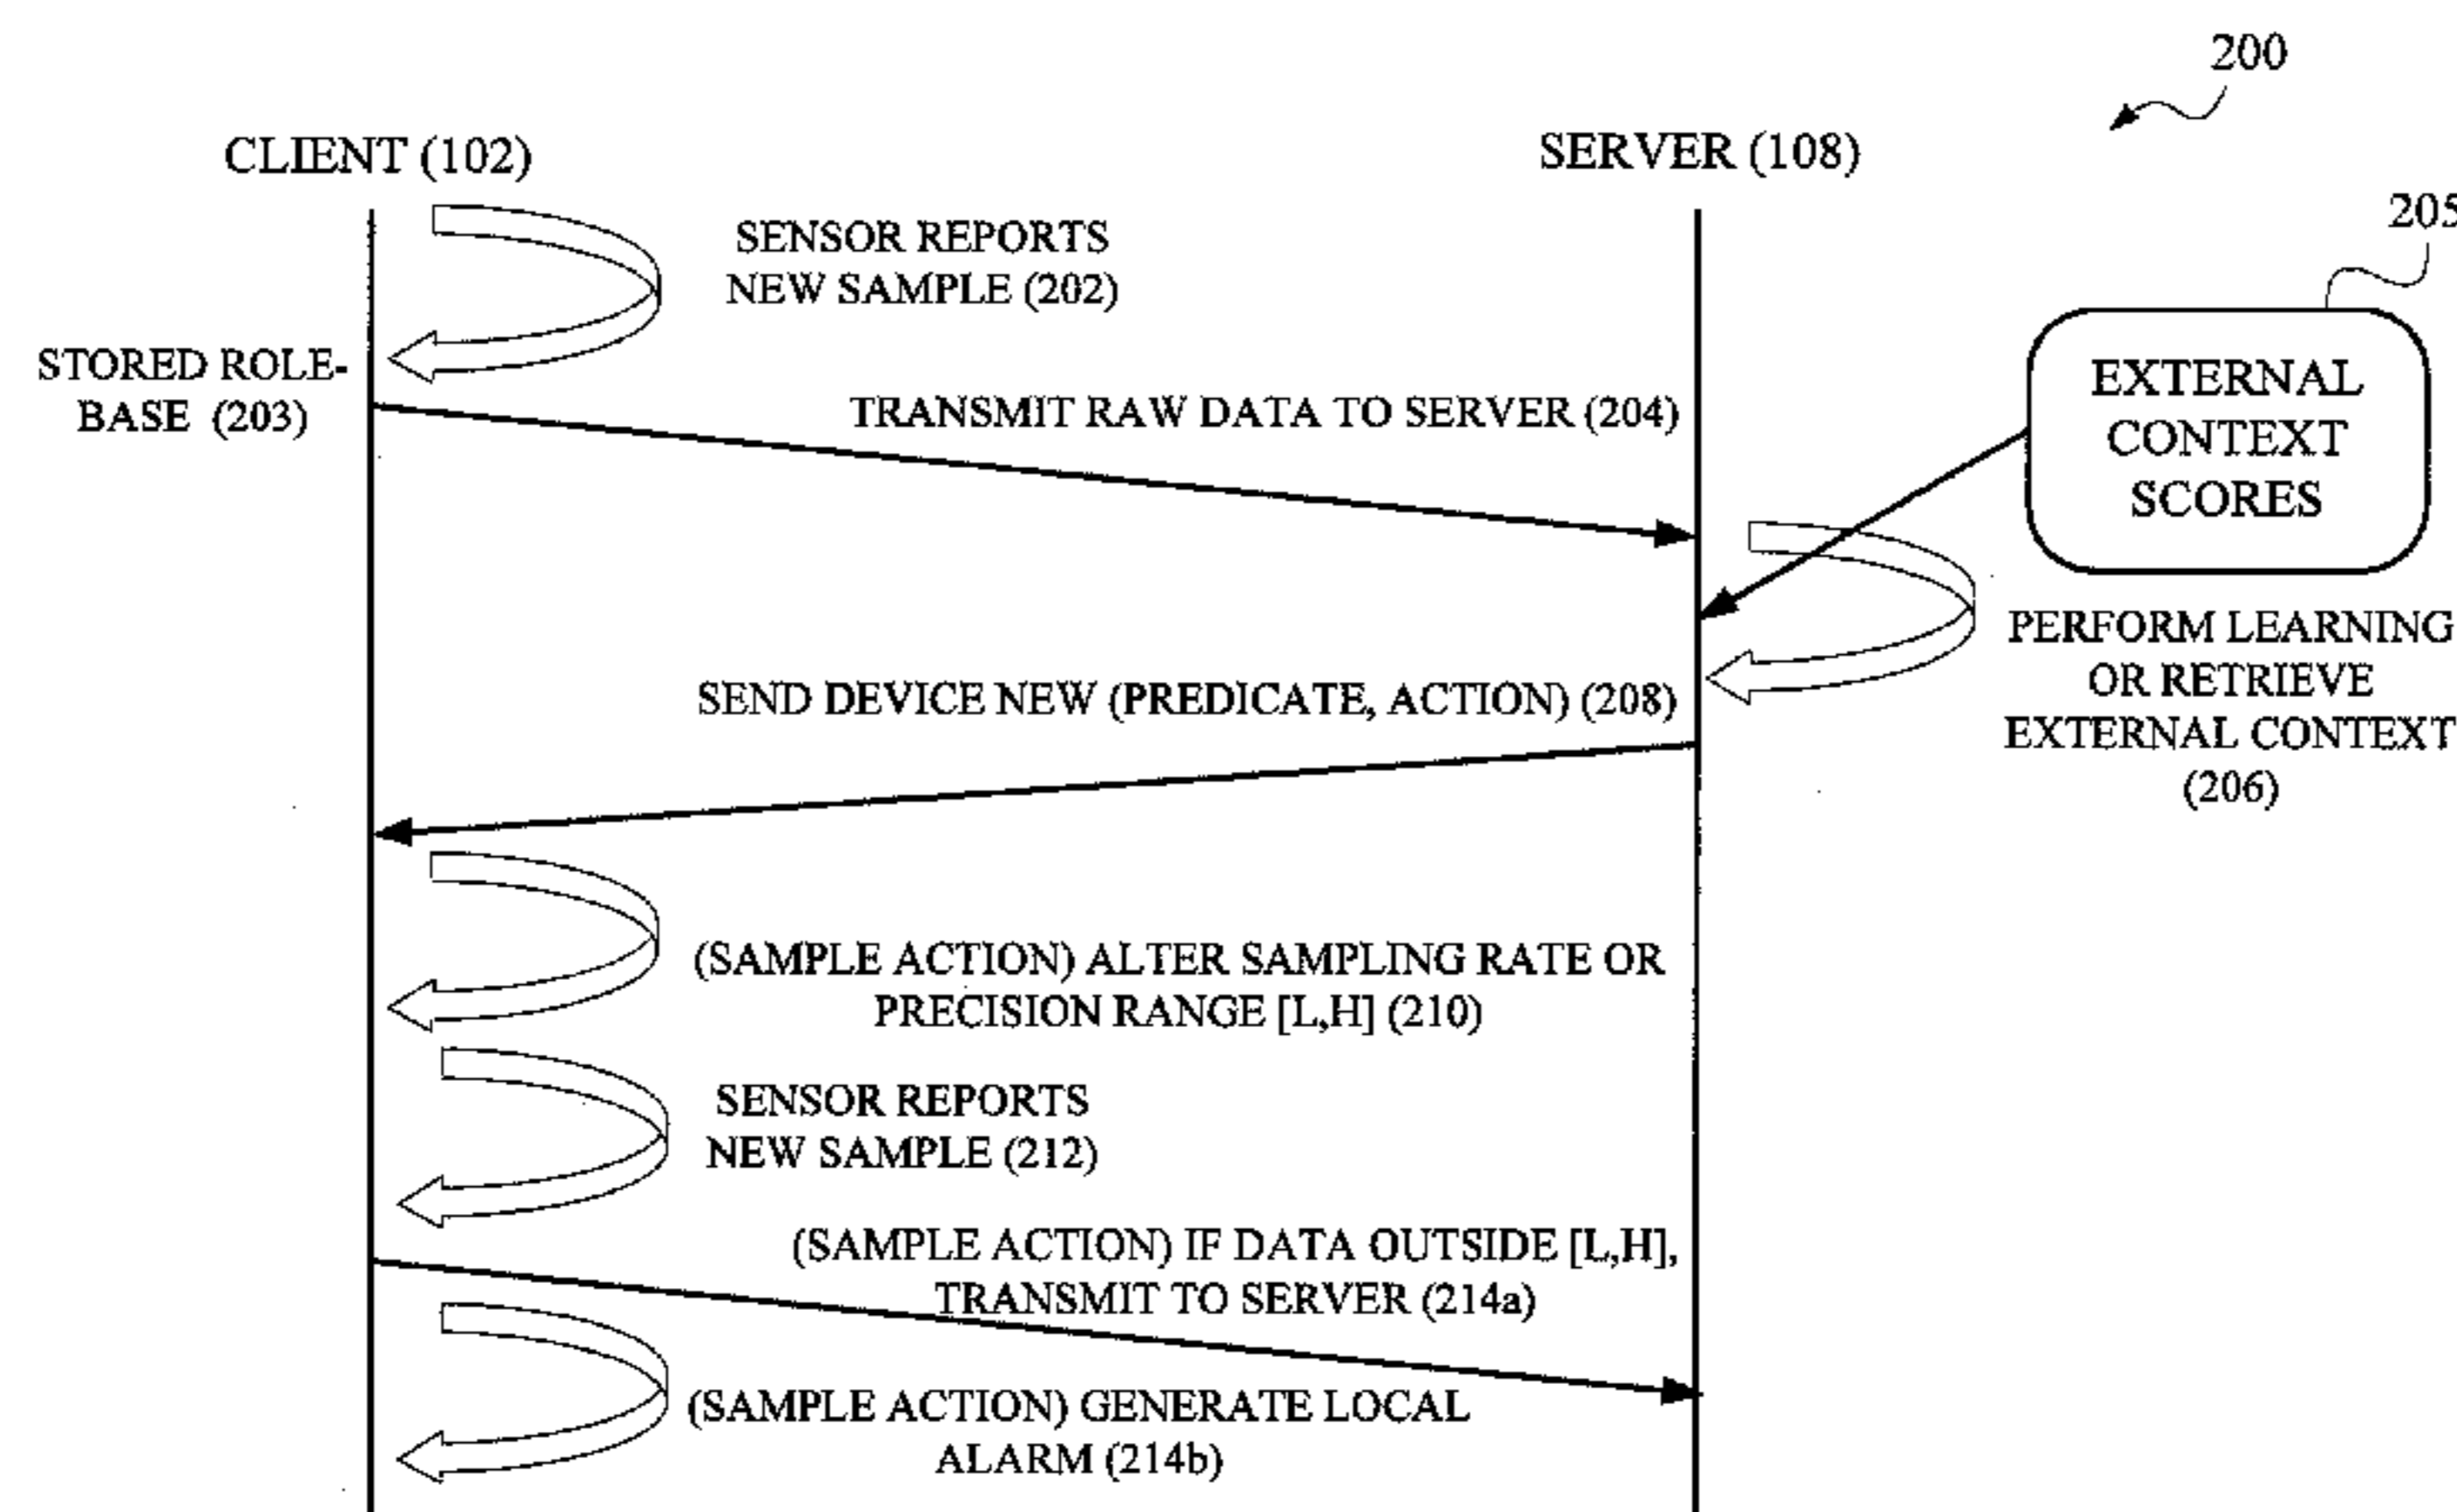 200
CLIENT (102)
SERVER (108)
205
SENSOR REPORTS
NEW SAMPLE (202)
STORED ROLE-
BASE (203)
TRANSMIT RAW DATA TO SERVER (204)
EXTERNAL
CONTEXT
SCORES
PERFORM LEARNING
OR RETRIEVE
EXTERNAL CONTEXT
(206)
SEND DEVICE NEW (PREDICATE, ACTION) (208)
(SAMPLE ACTION) ALTER SAMPLING RATE OR
PRECISION RANGE [L,H] (210)
SENSOR REPORTS
NEW SAMPLE (212)
(SAMPLE ACTION) IF DATA OUTSIDE [L,H],
TRANSMIT TO SERVER (214a)
(SAMPLE ACTION) GENERATE LOCAL
ALARM (214b)